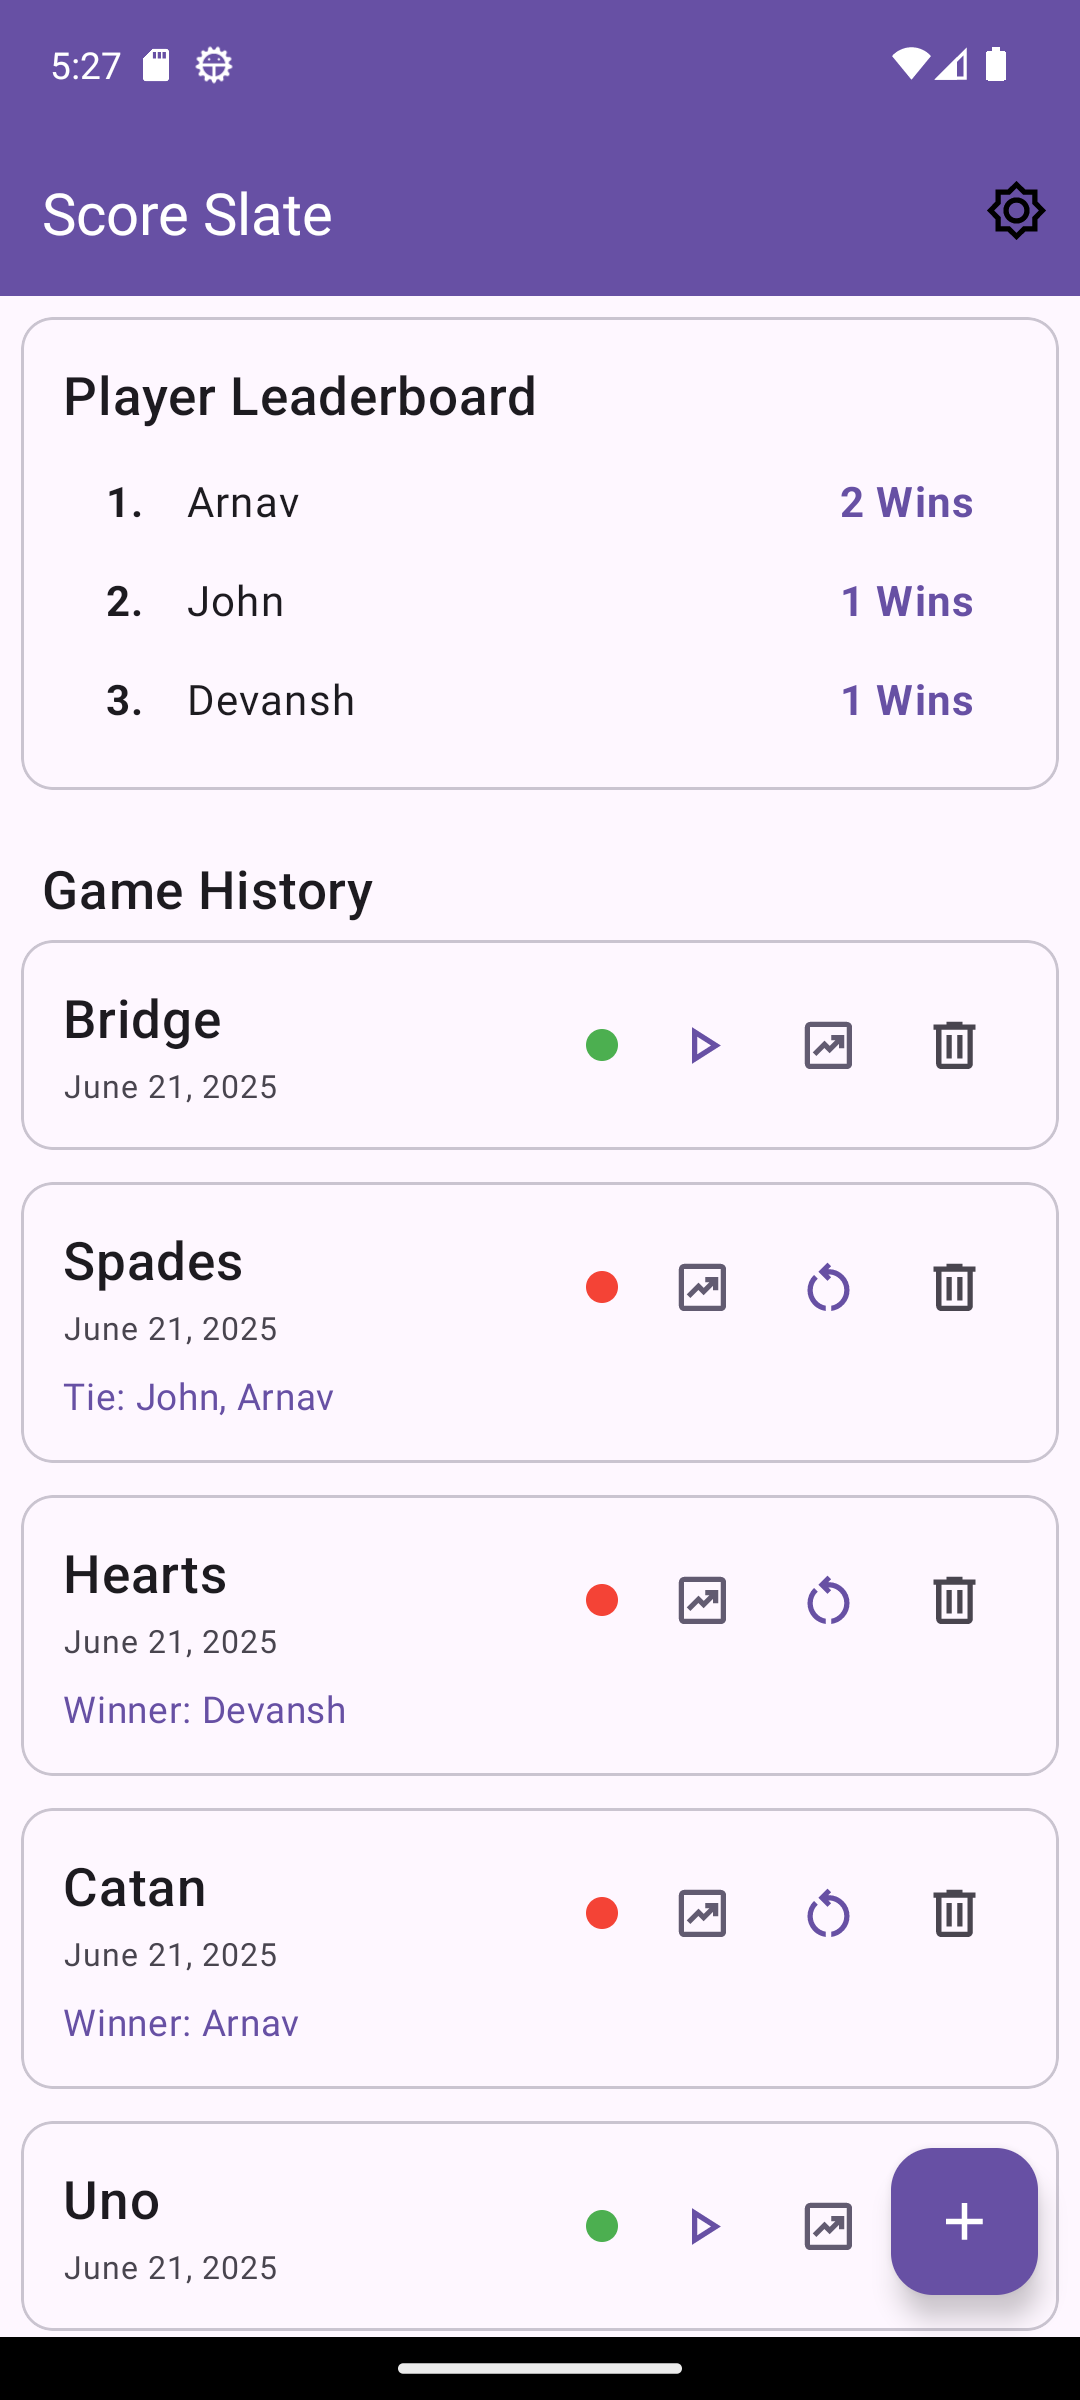 5:27
Score Slate
Player Leaderboard
1. Arnav 2 Wins
2. John 1 Wins
3. Devansh 1 Wins
Game History
Bridge
June 21, 2025
Spades
June 21, 2025
Tie: John, Arnav
Hearts
June 21, 2025
Winner: Devansh
Catan
June 21, 2025
Winner: Arnav
Uno
June 21, 2025